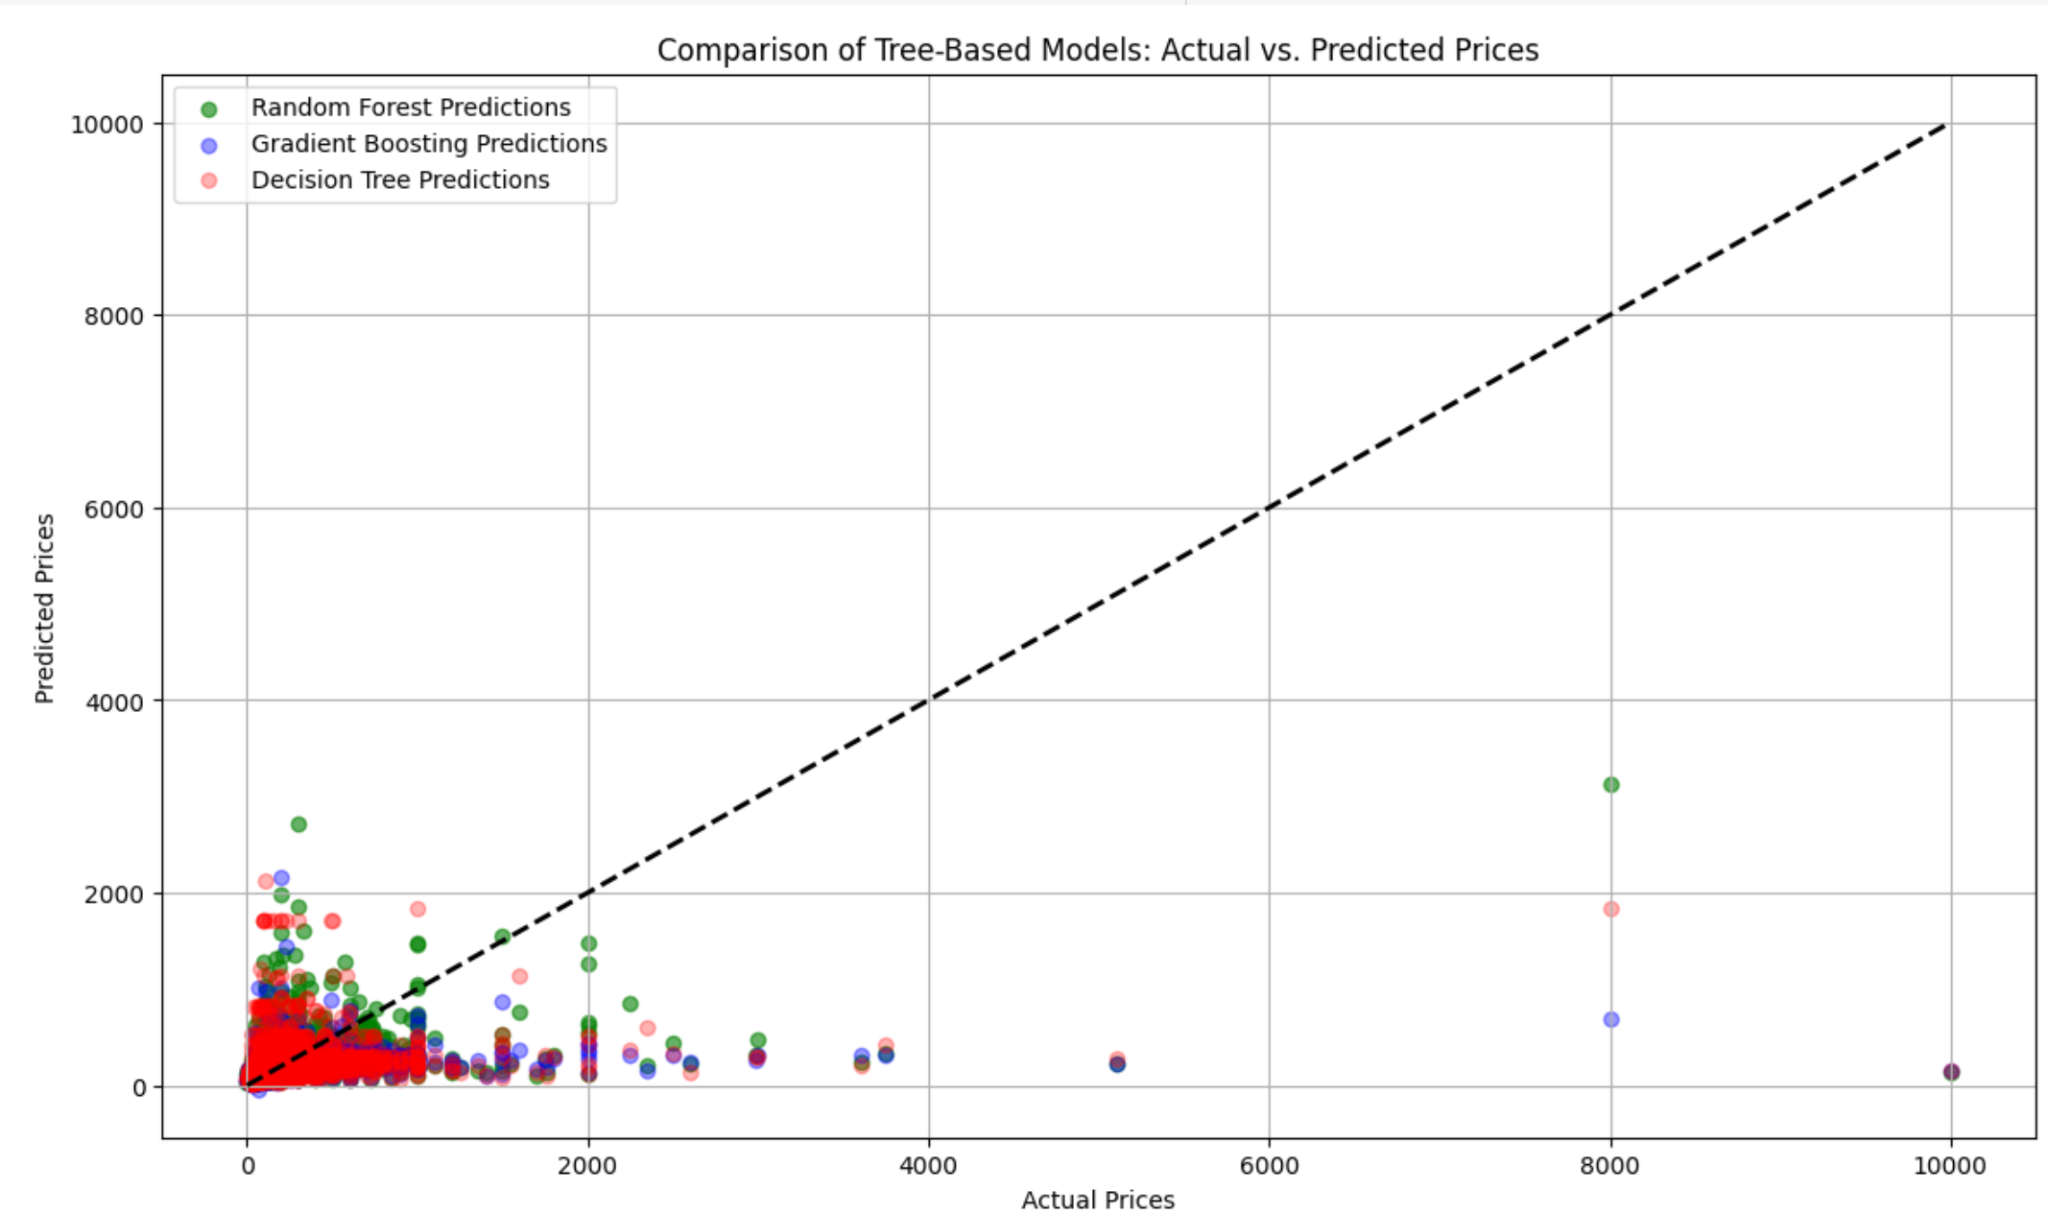 Comparison of Tree-Based Models: Actual vs. Predicted Prices
Random Forest Predictions
Gradient Boosting Predictions
Decision Tree Predictions
10000
8000
6000
4000
2000
0
Predicted Prices
0 2000 4000 6000 8000 10000
Actual Prices